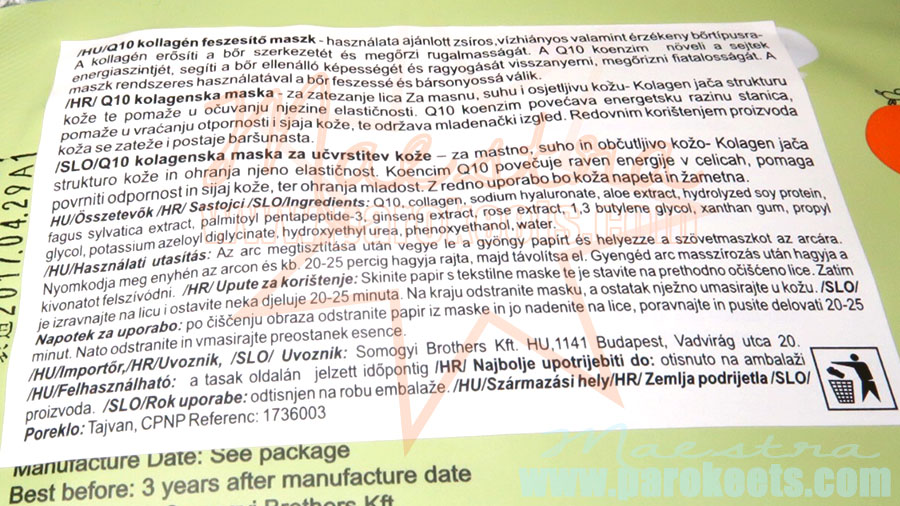 /HU/Q10 kollagén feszesítő maszk - használata ajánlott zsíros,vízhiányos valamint érzékeny bőrtípusra-
A kollagén erősíti a bőr szerkezetét és megőrzi rugalmasságát. A Q10 koenzim növeli a sejtek
energiaszintjét, segíti a bőr ellenálló képességét és ragyogását visszanyerni, megőrizni fiatalosságát. A
maszk rendszeres használatával a bőr feszessé és bársonyossá válik.
/HR/ Q10 kolagenska maska - za zatezanje lica Za masnu, suhu i osjetljivu kožu- Kolagen jača strukturu
kože te pomaže u očuvanju njezine elastičnosti. Q10 koenzim povećava energetsku razinu stanica,
pomaže u vraćanju otpornosti i sjaja kože, te održava mladenački izgled. Redovnim korištenjem proizvoda
koža se zateže i postaje baršunasta.
/SLO/Q10 kolagenska maska za učvrstitev kože – za mastno, suho in občutljivo kožo- Kolagen jača
strukturo kože in ohranja njeno elastičnost. Koencim Q10 povečuje raven energije v celicah, pomaga
povrniti odpornost in sijaj kože, ter ohranja mladost. Z redno uporabo bo koža napeta in žametna.
HU/Összetevők /HR/ Sastojci /SLO/Ingredients: Q10, collagen, sodium hyaluronate, aloe extract, hydrolyzed soy protein,
fagus sylvatica extract, palmitoyl pentapeptide-3, ginseng extract, rose extract, 1,3 butylene glycol, xanthan gum, propyl
glycol, potassium azeloyl diglycinate, hydroxyethyl urea, phenoxyethanol, water.
/HU/Használati utasítás: Az arc megtisztítása után vegye le a gyöngy papírt és helyezze a szövetmaszkot az arcára.
Nyomkodja meg enyhén az arcon és kb. 20-25 percig hagyja rajta, majd távolítsa el. Gyengéd arc masszírozás után hagyja a
kivonatot felszívódni. /HR/ Upute za korištenje: Skinite papir s tekstilne maske te je stavite na prethodno očišćeno lice. Zatim
je izravnajte na licu i ostavite neka djeluje 20-25 minuta. Na kraju odstranite masku, a ostatak nježno umasirajte u kožu. /SLO/
Napotek za uporabo: po čiščenju obraza odstranite papir iz maske in jo nadenite na lice, poravnajte in pusite delovati 20-25
minut. Nato odstranite in vmasirajte preostanek esence.
/HU/Importőr,/HR/Uvoznik, /SLO/ Uvoznik: Somogyi Brothers Kft. HU,1141 Budapest, Vadvirág utca 20.
/HU/Felhasználható: a tasak oldalán jelzett időpontig /HR/ Najbolje upotrijebiti do: otisnuto na ambalaži
proizvoda. /SLO/Rok uporabe: odtisnjen na robu embalaže. /HU/Származási hely/HR/ Zemlja podrijetla /SLO/
Poreklo: Tajvan, CPNP Referenc: 1736003
Manufacture Date: See package
Best before: 3 years after manufacture date
Brothers Kft
2017.04.29A1
Maestra
www.parokeets.com